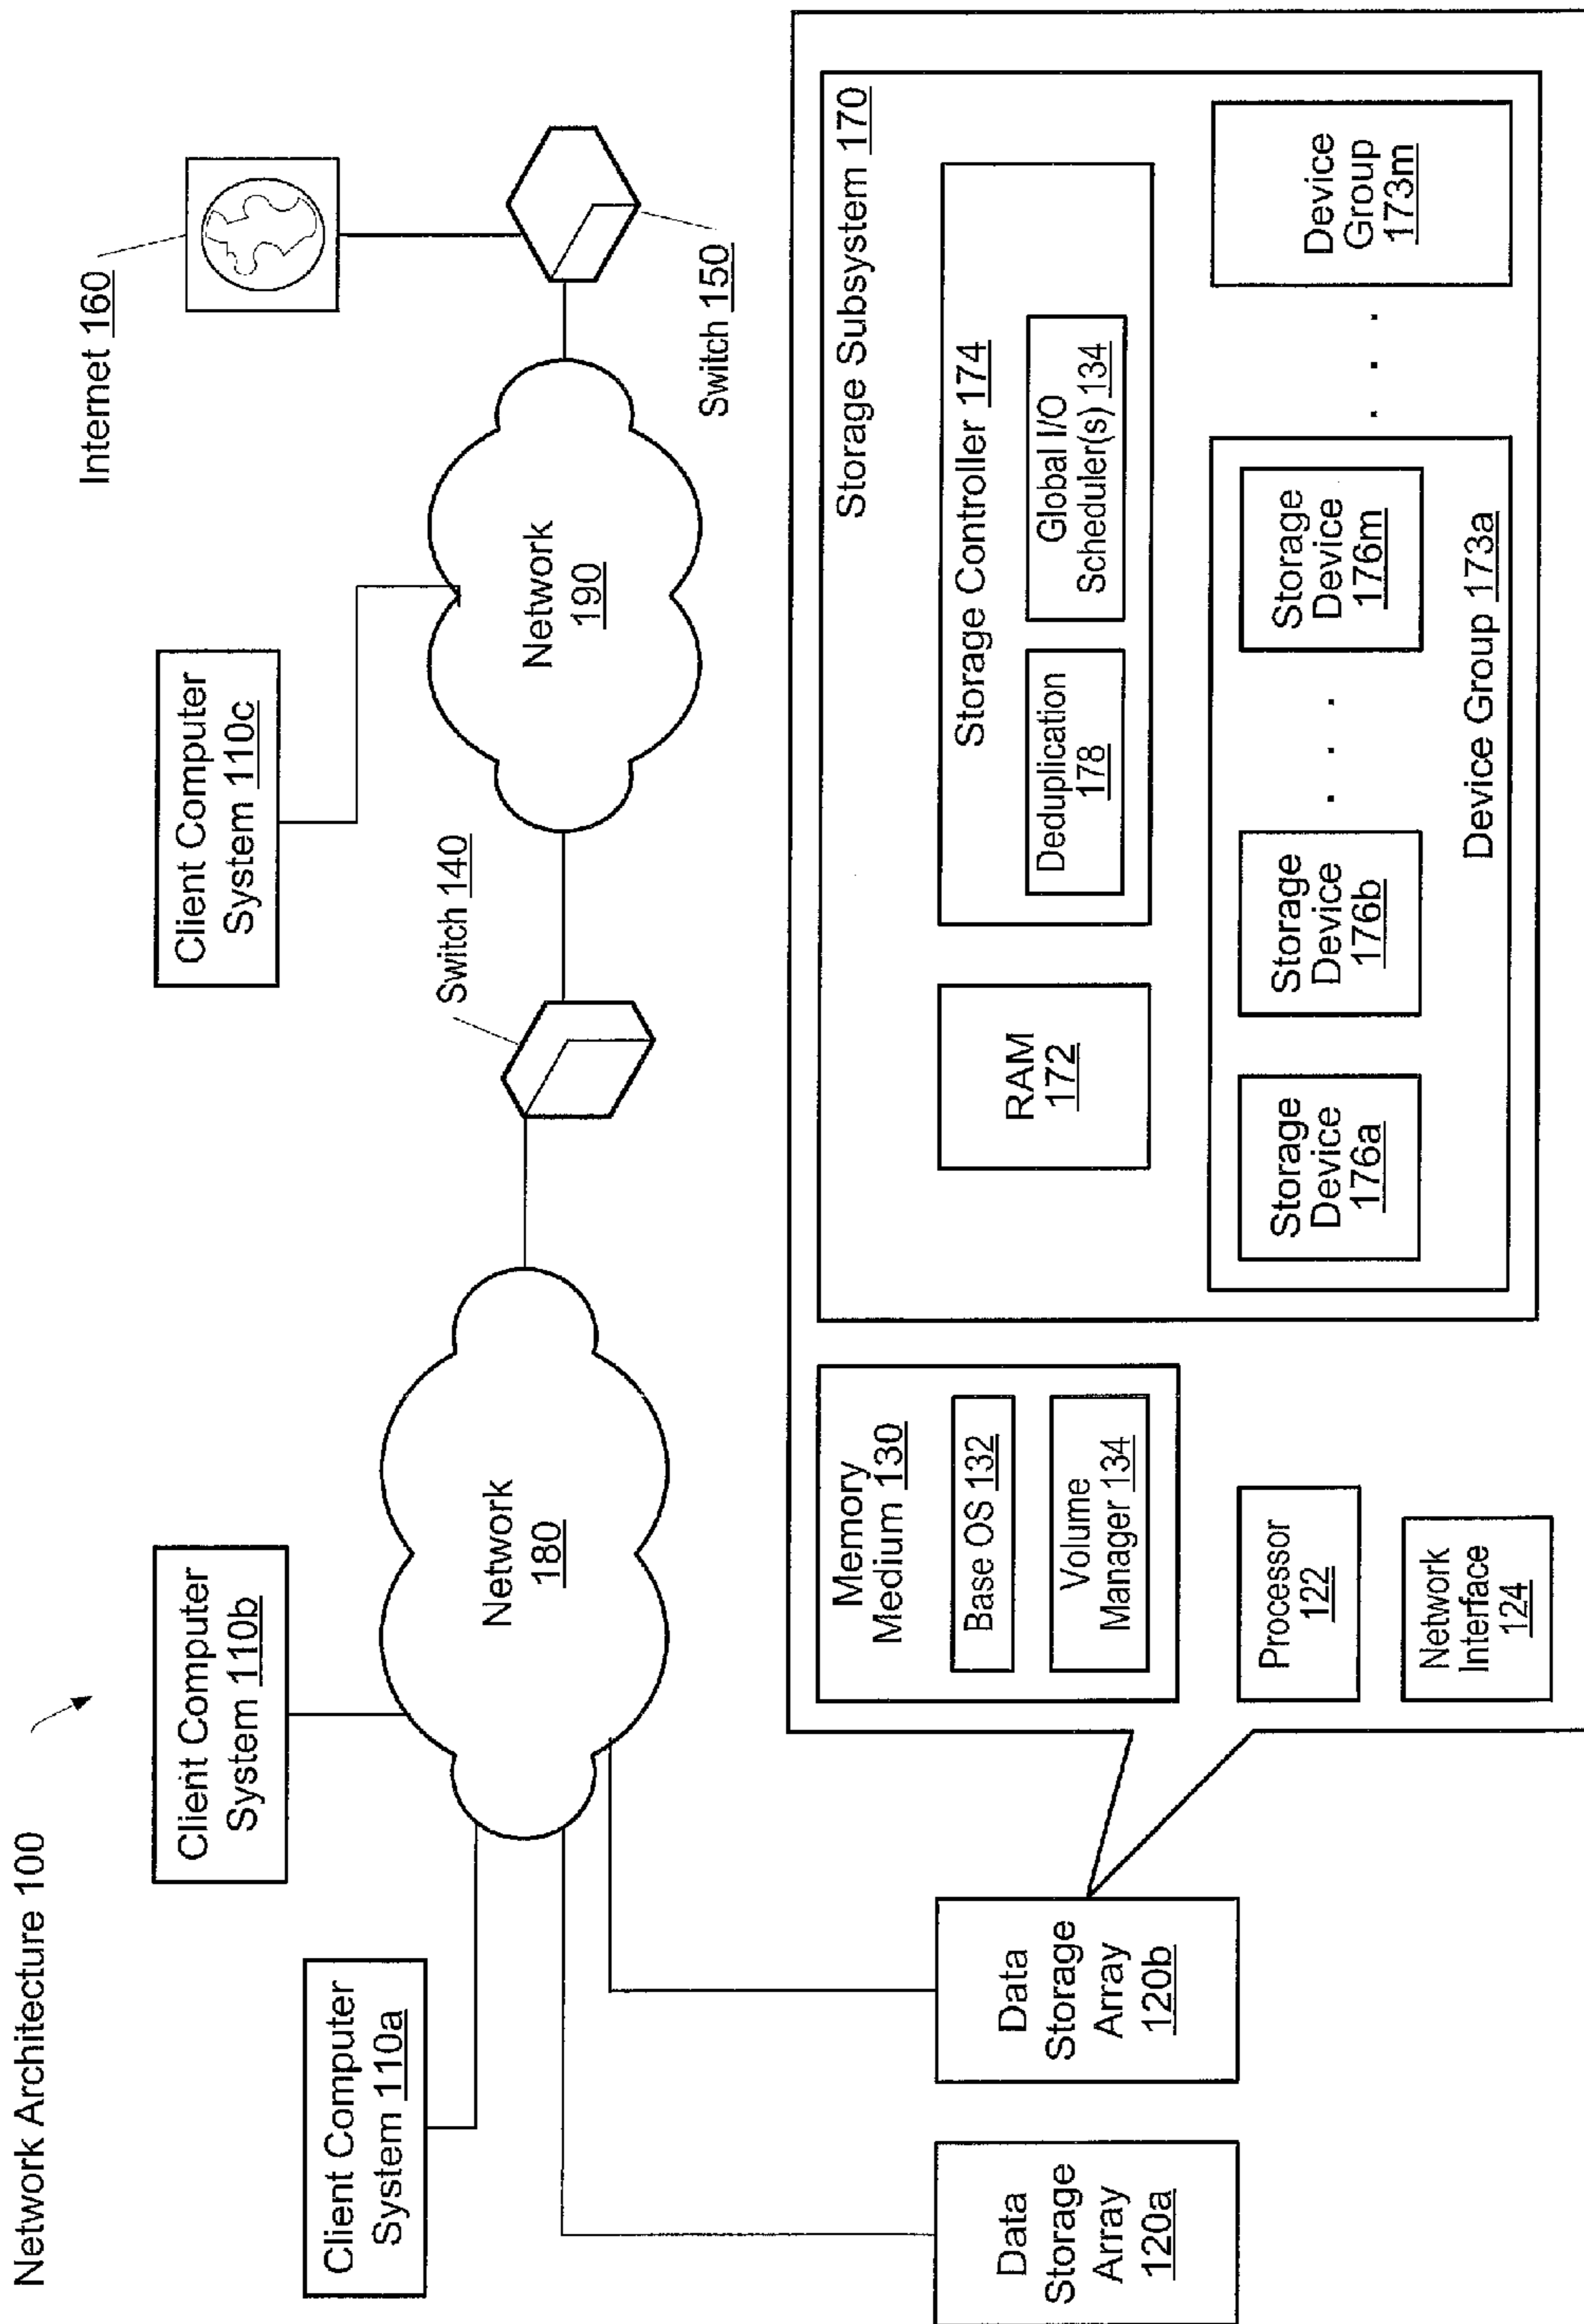 Network Architecture 100
Client Computer
System 110a
Client Computer
System 110b
Client Computer
System 110c
Internet 160
Network
180
Switch 140
Network
190
Switch 150
Data
Storage
Array
120a
Data
Storage
Array
120b
Memory
Medium 130
Base OS 132
Volume
Manager 134
Processor
122
Network
Interface
124
Storage Subsystem 170
RAM
172
Storage Controller 174
Deduplication
178
Global I/O
Scheduler(s) 134
Storage
Device
176a
Storage
Device
176b
. . .
Storage
Device
176m
Device Group 173a
. . .
Device
Group
173m